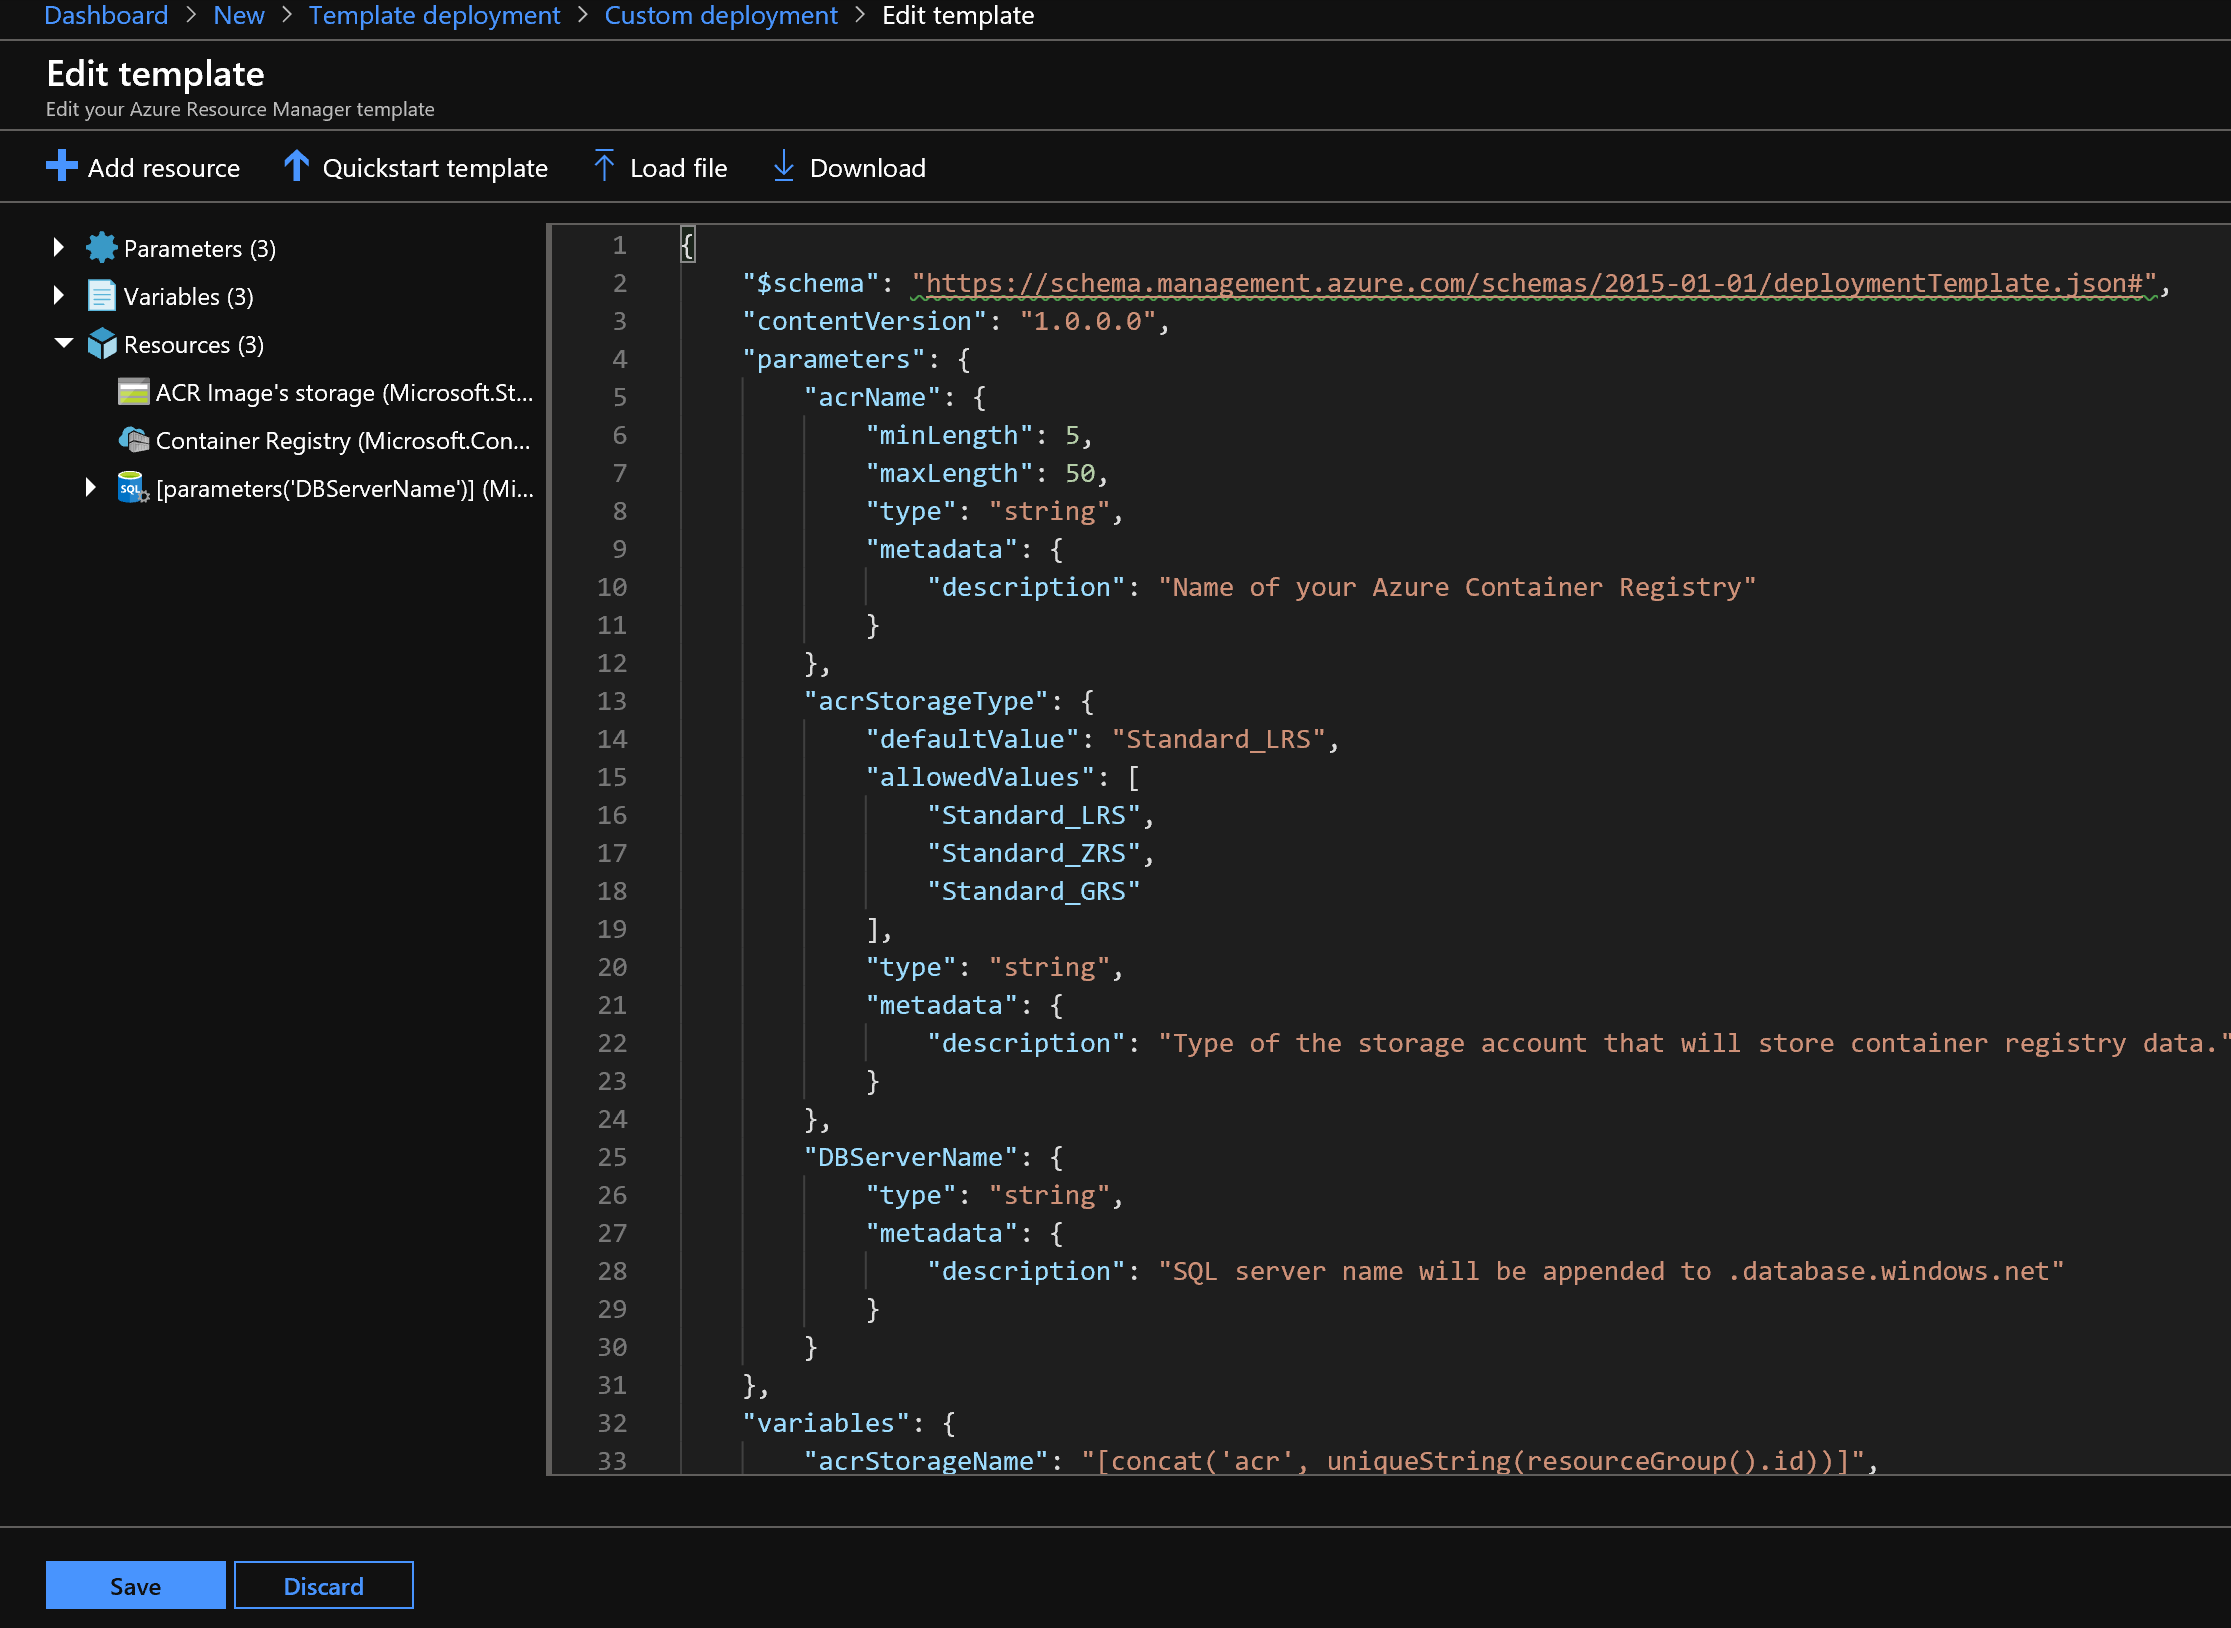 Dashboard > New > Template deployment > Custom deployment > Edit template
Edit template
Edit your Azure Resource Manager template
Add resource Quickstart template Load file Download
Parameters (3)
Variables (3)
Resources (3)
ACR Image's storage (Microsoft.St...
Container Registry (Microsoft.Con...
SQL [parameters('DBServerName')] (Mi...
1 {
2 "$schema": "https://schema.management.azure.com/schemas/2015-01-01/deploymentTemplate.json#",
3 "contentVersion": "1.0.0.0",
4 "parameters": {
5 "acrName": {
6 "minLength": 5,
7 "maxLength": 50,
8 "type": "string",
9 "metadata": {
10 "description": "Name of your Azure Container Registry"
11 }
12 },
13 "acrStorageType": {
14 "defaultValue": "Standard_LRS",
15 "allowedValues": [
16 "Standard_LRS",
17 "Standard_ZRS",
18 "Standard_GRS"
19 ],
20 "type": "string",
21 "metadata": {
22 "description": "Type of the storage account that will store container registry data."
23 }
24 },
25 "DBServerName": {
26 "type": "string",
27 "metadata": {
28 "description": "SQL server name will be appended to .database.windows.net"
29 }
30 }
31 },
32 "variables": {
33 "acrStorageName": "[concat('acr', uniqueString(resourceGroup().id))]",
Save Discard